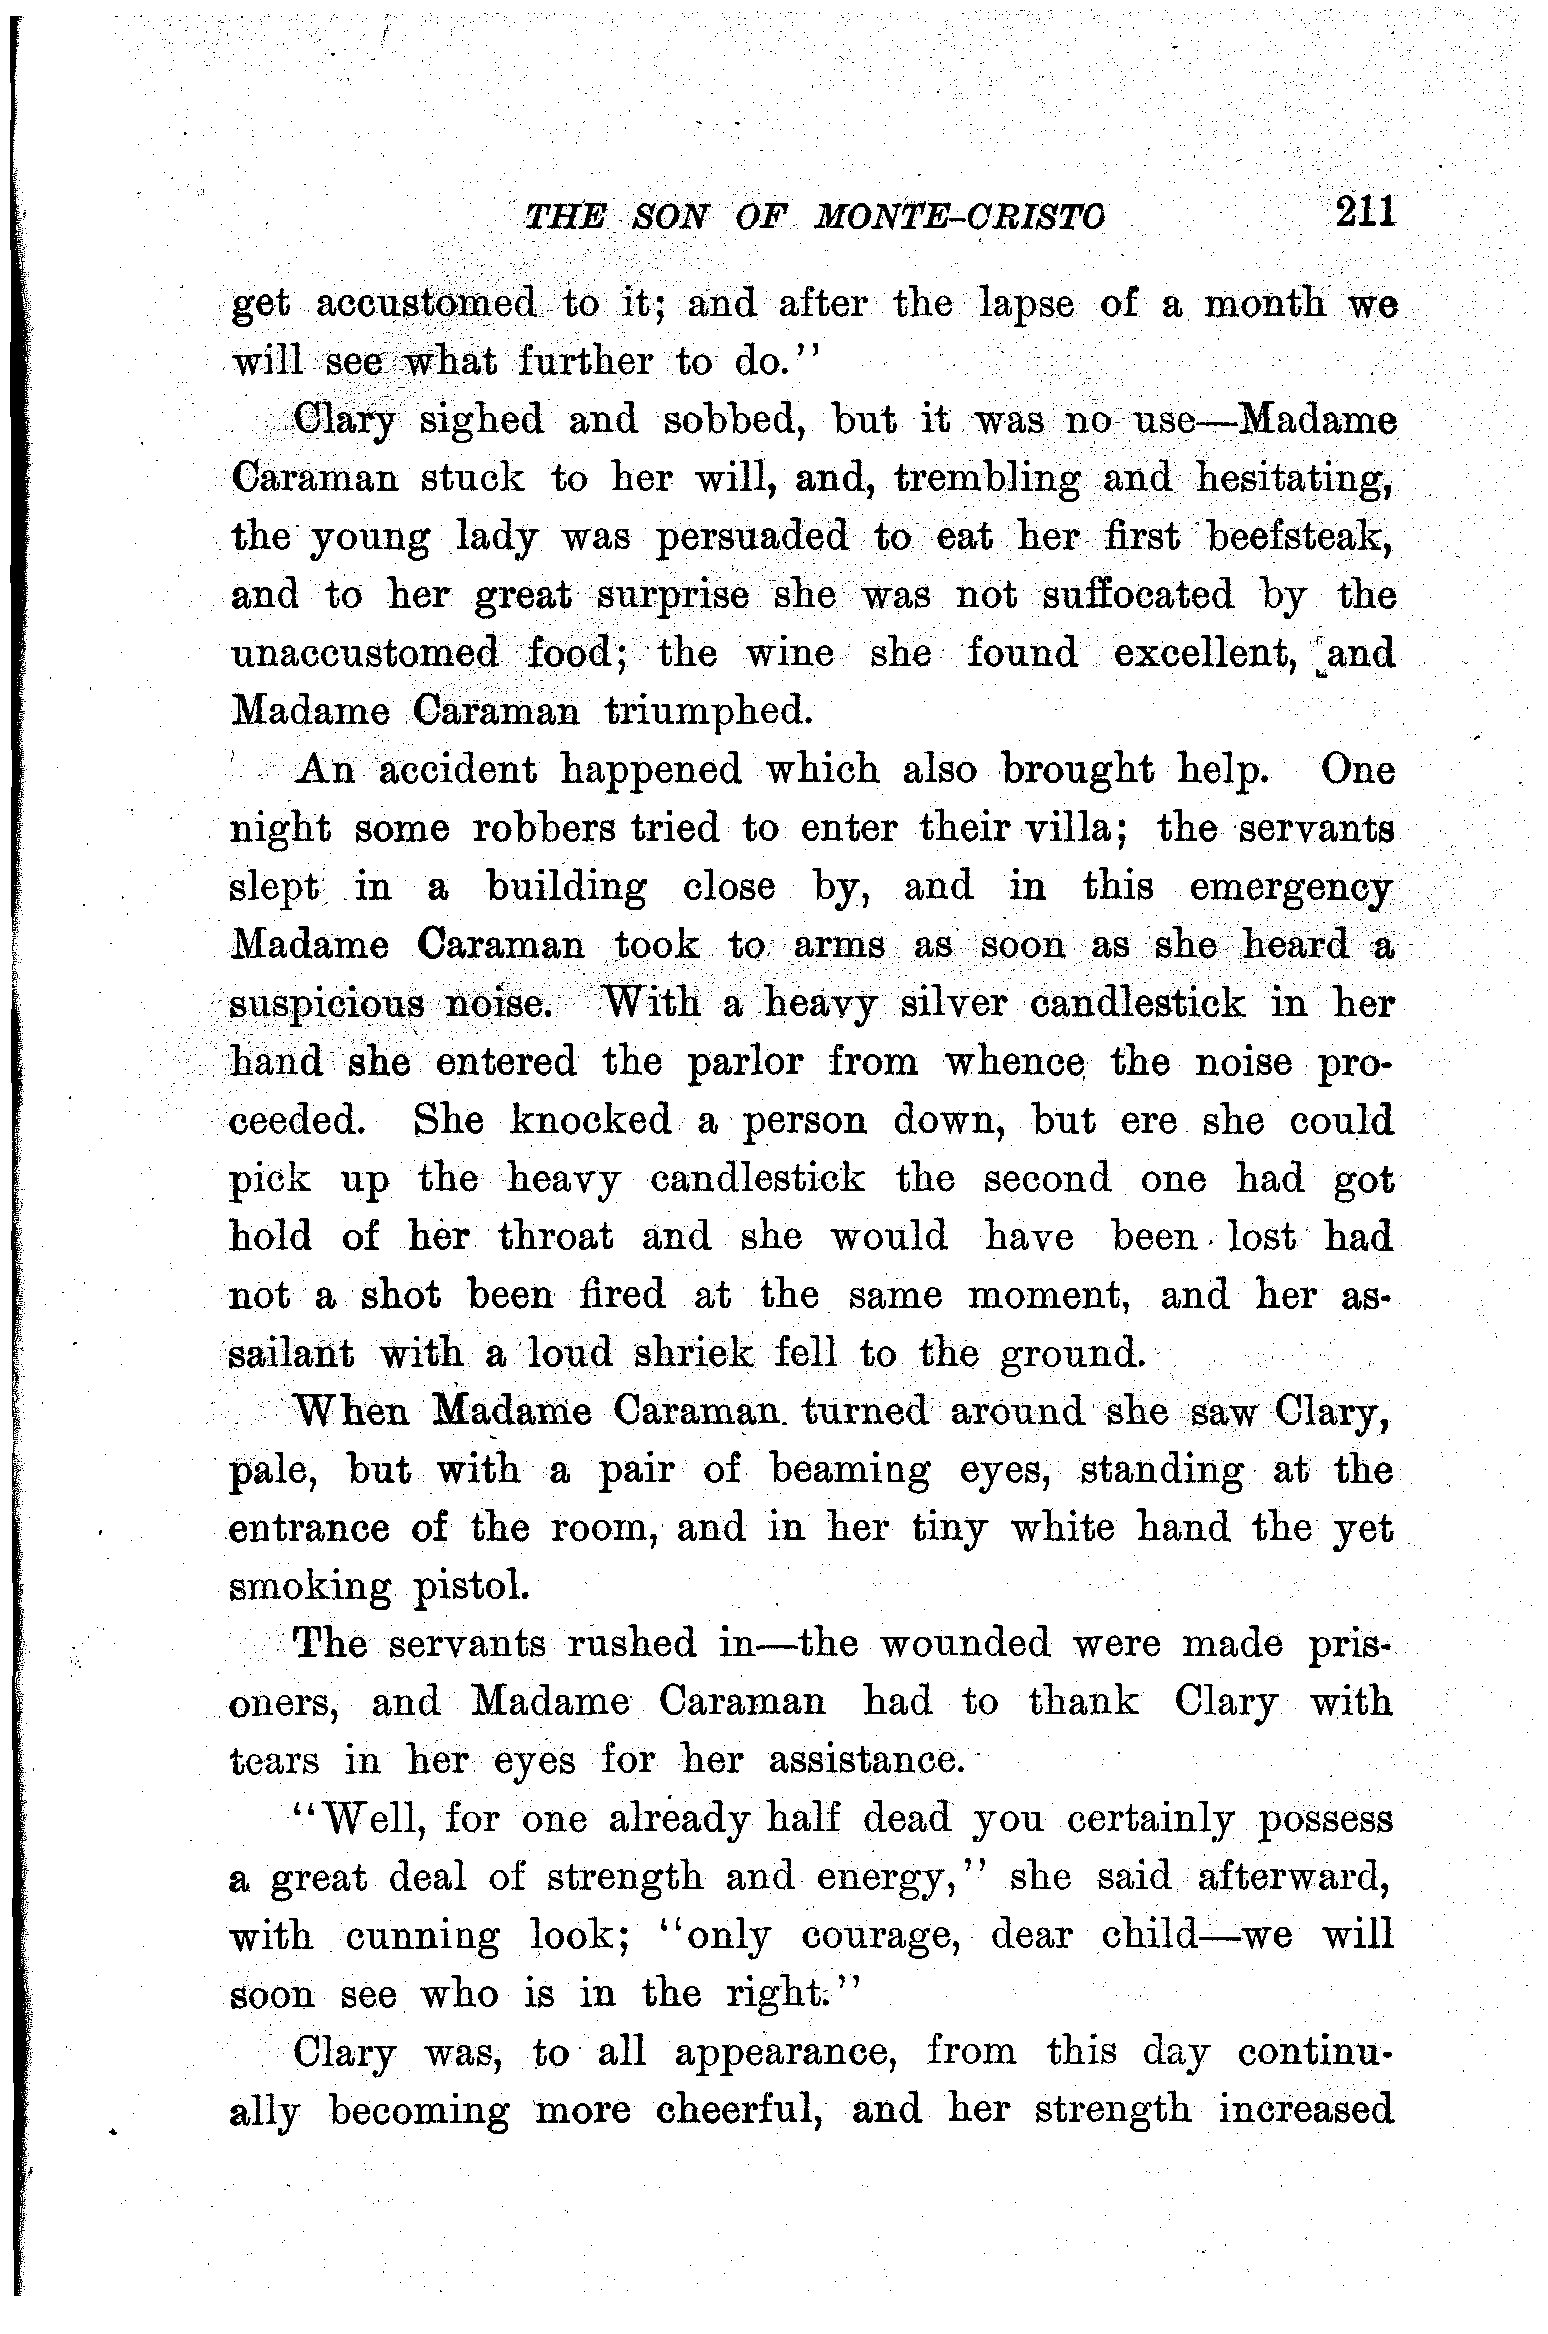 THE SON OF MONTE-CRISTO 211
get accustomed to it; and after the lapse of a month we
will see what further to do."
Clary sighed and sobbed, but it was no use—Madame
Caraman stuck to her will, and, trembling and hesitating,
the young lady was persuaded to eat her first beefsteak,
and to her great surprise she was not suffocated by the
unaccustomed food; the wine she found excellent, and
Madame Caraman triumphed.
An accident happened which also brought help. One
night some robbers tried to enter their villa; the servants
slept in a building close by, and in this emergency
Madame Caraman took to arms as soon as she heard a
suspicious noise. With a heavy silver candlestick in her
hand she entered the parlor from whence the noise pro-
ceeded. She knocked a person down, but ere she could
pick up the heavy candlestick the second one had got
hold of her throat and she would have been lost had
not a shot been fired at the same moment, and her as-
sailant with a loud shriek fell to the ground.
When Madame Caraman turned around she saw Clary,
pale, but with a pair of beaming eyes, standing at the
entrance of the room, and in her tiny white hand the yet
smoking pistol.
The servants rushed in—the wounded were made pris-
oners, and Madame Caraman had to thank Clary with
tears in her eyes for her assistance.
"Well, for one already half dead you certainly possess
a great deal of strength and energy," she said afterward,
with cunning look; "only courage, dear child—we will
soon see who is in the right."
Clary was, to all appearance, from this day continu-
ally becoming more cheerful, and her strength increased